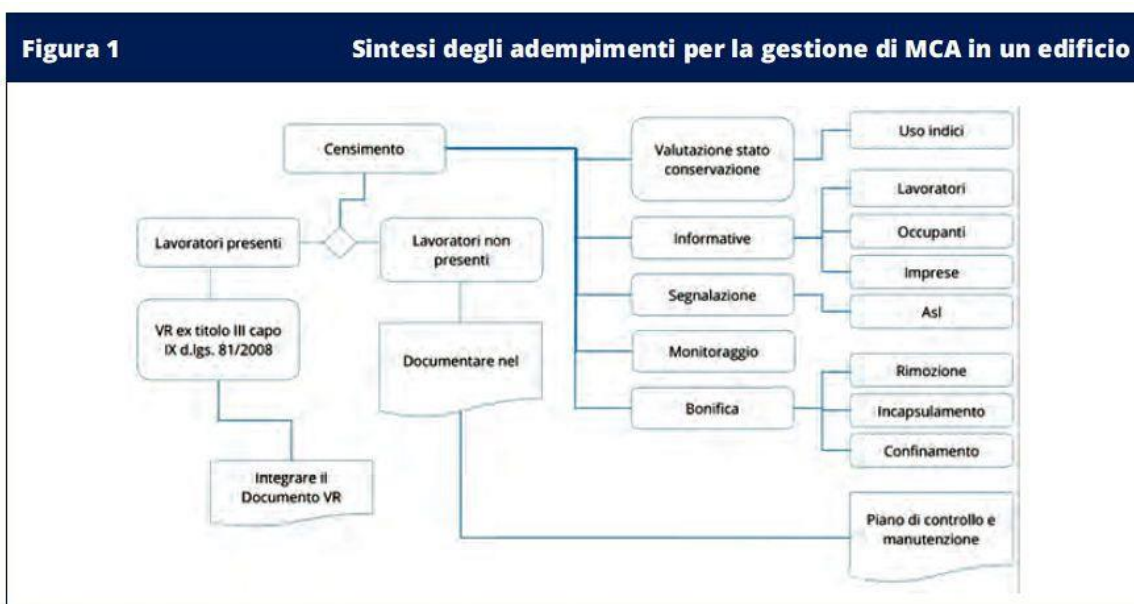 Figura 1
Sintesi degli adempimenti per la gestione di MCA in un edificio
Censimento
Lavoratori presenti
Lavoratori non
presenti
VR ex titolo III capo
IX d.lgs. 81/2008
Documentare nel
Integrare il
Documento VR
Valutazione stato
conservazione
Uso indici
Informative
Lavoratori
Occupanti
Imprese
Segnalazione
Asl
Monitoraggio
Bonifica
Rimozione
Incapsulamento
Confinamento
Piano di controllo e
manutenzione